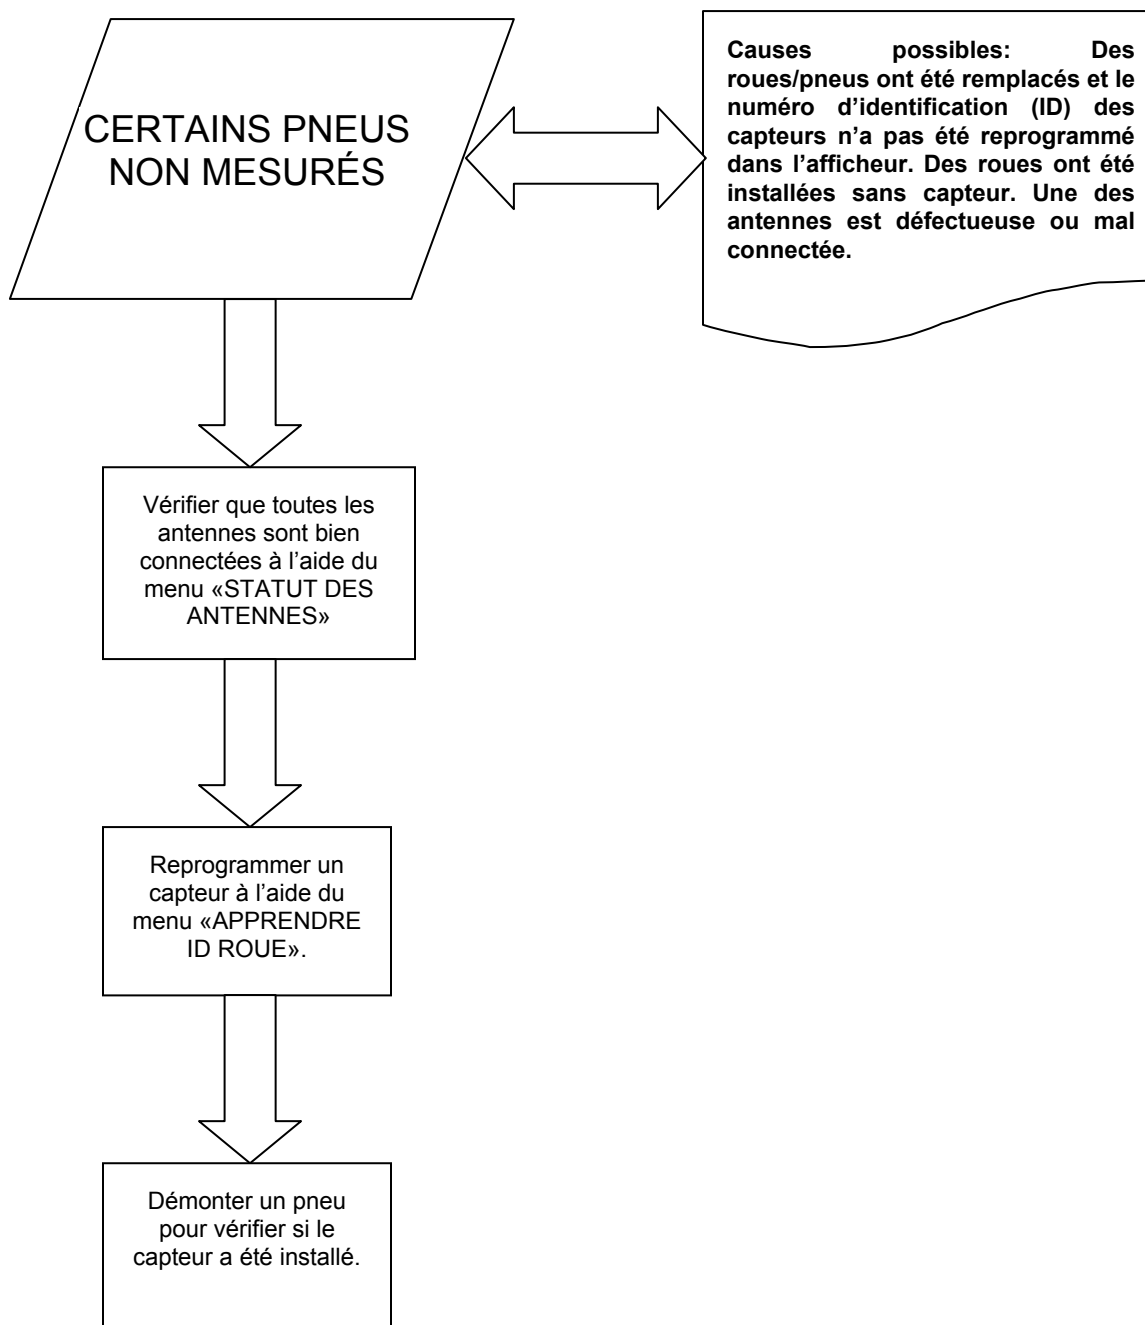 CERTAINS PNEUS
NON MESURÉS
Causes possibles: Des
roues/pneus ont été remplacés et le
numéro d’identification (ID) des
capteurs n’a pas été reprogrammé
dans l’afficheur. Des roues ont été
installées sans capteur. Une des
antennes est défectueuse ou mal
connectée.
Vérifier que toutes les
antennes sont bien
connectées à l’aide du
menu «STATUT DES
ANTENNES»
Reprogrammer un
capteur à l’aide du
menu «APPRENDRE
ID ROUE».
Démonter un pneu
pour vérifier si le
capteur a été installé.